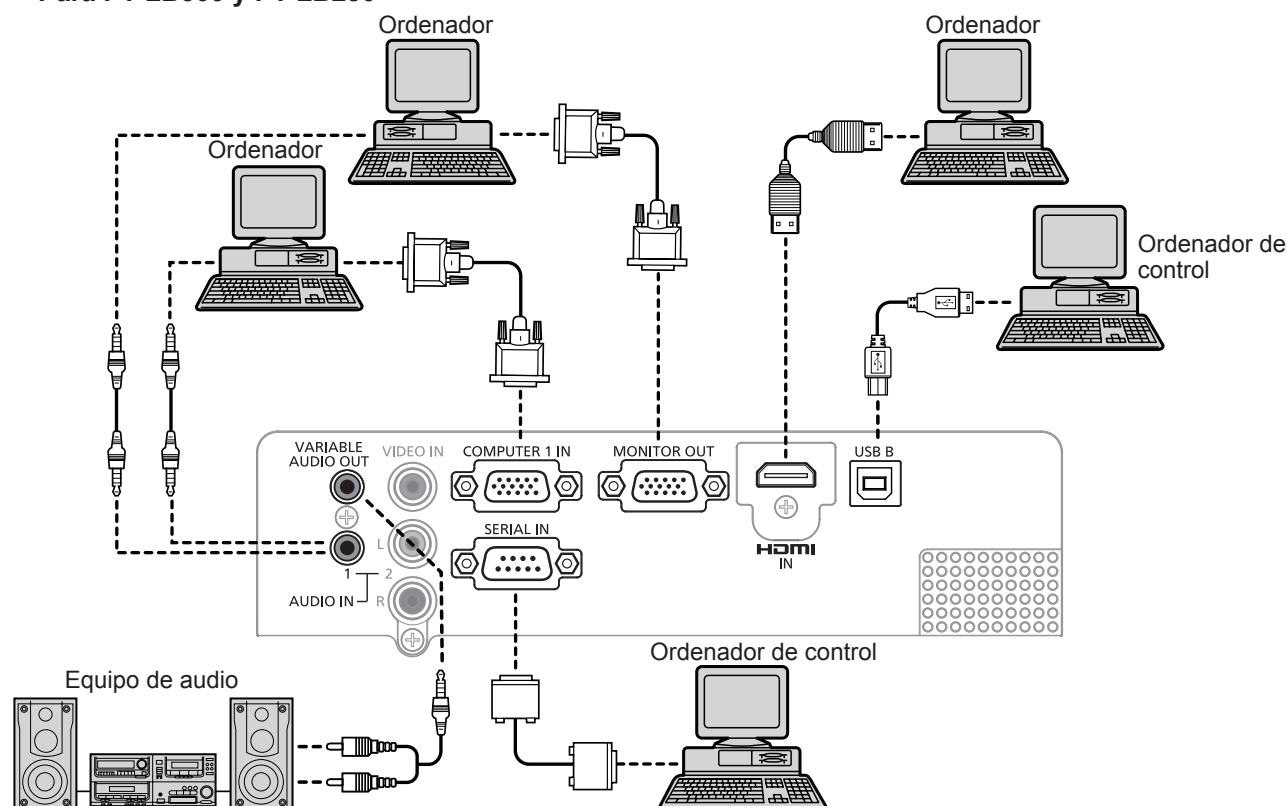 Ordenador
Ordenador
Ordenador
Ordenador de
control
VARIABLE
AUDIO OUT
VIDEO IN
COMPUTER 1 IN
MONITOR OUT
USB B
SERIAL IN
L
HDMI
IN
1
2
AUDIO IN
R
Ordenador de control
Equipo de audio